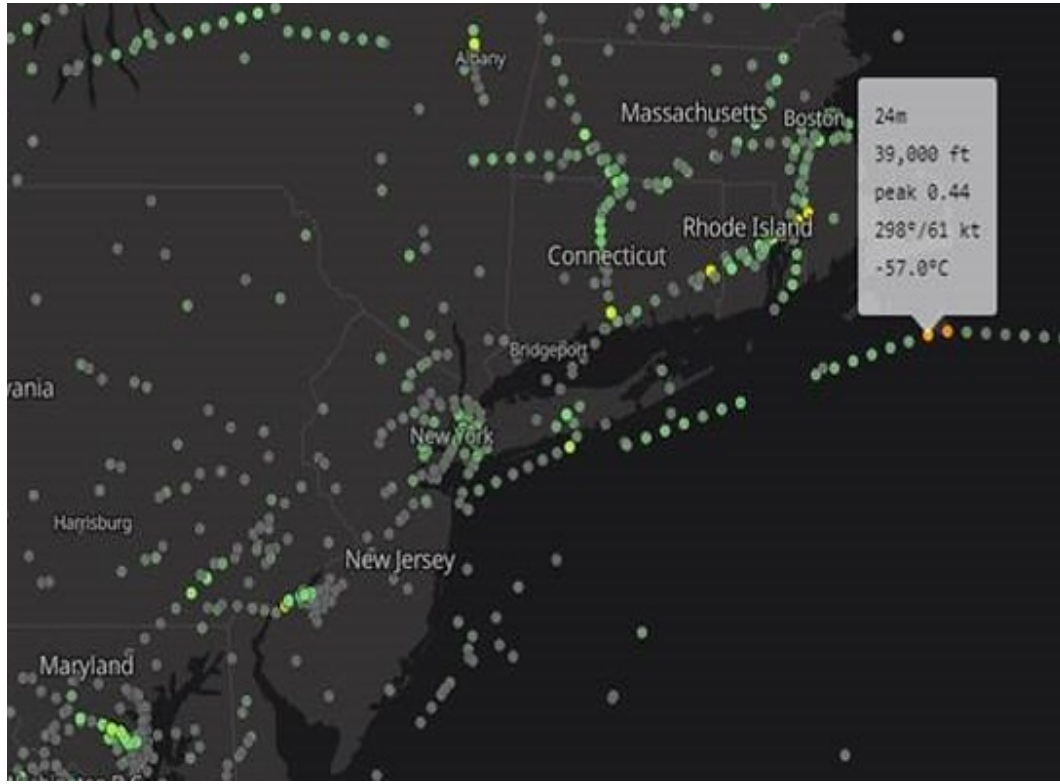 Albany
Massachusetts
Boston
24m
39,000 ft
peak 0.44
298°/61 kt
-57.0°C
Rhode Island
Connecticut
Bridgeport
vania
New York
Harrisburg
New Jersey
Maryland